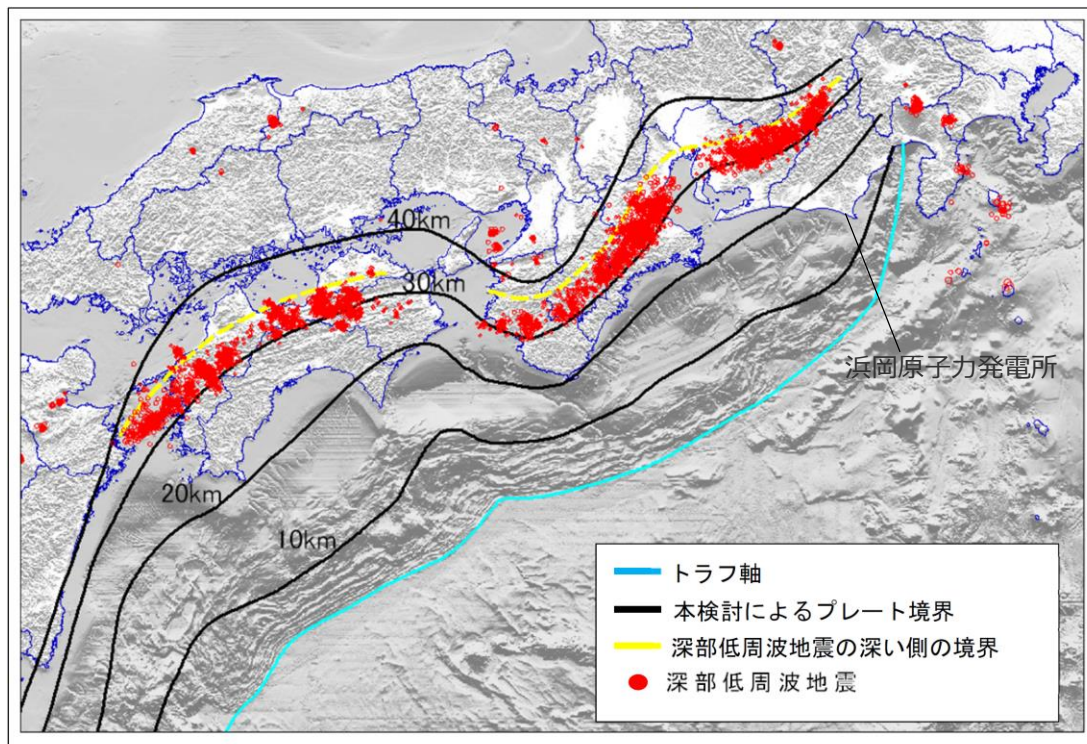 40km
30km
浜岡原子力発電所
20km
10km
トラフ軸
本検討によるプレート境界
深部低周波地震の深い側の境界
深部低周波地震